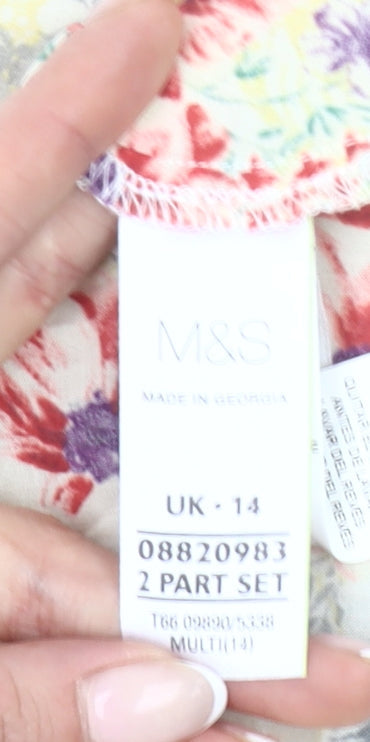 M&S
MADE IN GEORGIA
UK - 14
08820983
2 PART SET
T66 09890/5338
MULTI(14)